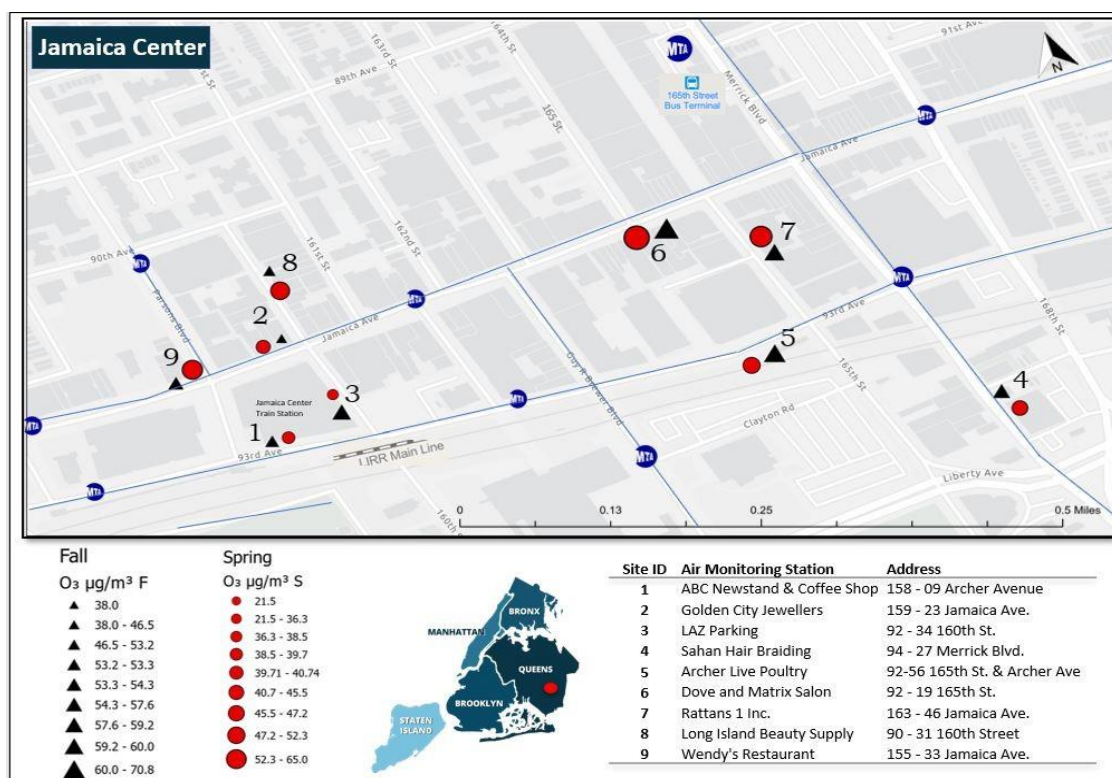 Jamaica Center
91st Ave
163rd St
164th St
1st St
89th Ave
MTA
Merrick Blvd
N
165th Street
Bus Terminal
165 St.
MTA
Jamaica Ave
162nd St
161st St
90th Ave
MTA
8
6
7
MTA
Parsons Blvd
MTA
2
Jamaica Ave
93rd Ave
168th St
9
5
165th St
Guy R Brewer Blvd
4
Jamaica Center
Train Station
3
MTA
Clayton Rd
MTA
1
93rd Ave
LIRR Main Line
MTA
Liberty Ave
MTA
160th St
0 0.13 0.25 0.5 Miles
Fall
O₃ µg/m³ F
38.0
38.0 - 46.5
46.5 - 53.2
53.2 - 53.3
53.3 - 54.3
54.3 - 57.6
57.6 - 59.2
59.2 - 60.0
60.0 - 70.8
Spring
O₃ µg/m³ S
21.5
21.5 - 36.3
36.3 - 38.5
38.5 - 39.7
39.71 - 40.74
40.7 - 45.5
45.5 - 47.2
47.2 - 52.3
52.3 - 65.0
BRONX
MANHATTAN
QUEENS
BROOKLYN
STATEN
ISLAND
Site ID Air Monitoring Station Address
1 ABC Newstand & Coffee Shop 158 - 09 Archer Avenue
2 Golden City Jewellers 159 - 23 Jamaica Ave.
3 LAZ Parking 92 - 34 160th St.
4 Sahan Hair Braiding 94 - 27 Merrick Blvd.
5 Archer Live Poultry 92-56 165th St. & Archer Ave
6 Dove and Matrix Salon 92 - 19 165th St.
7 Rattans 1 Inc. 163 - 46 Jamaica Ave.
8 Long Island Beauty Supply 90 - 31 160th Street
9 Wendy's Restaurant 155 - 33 Jamaica Ave.